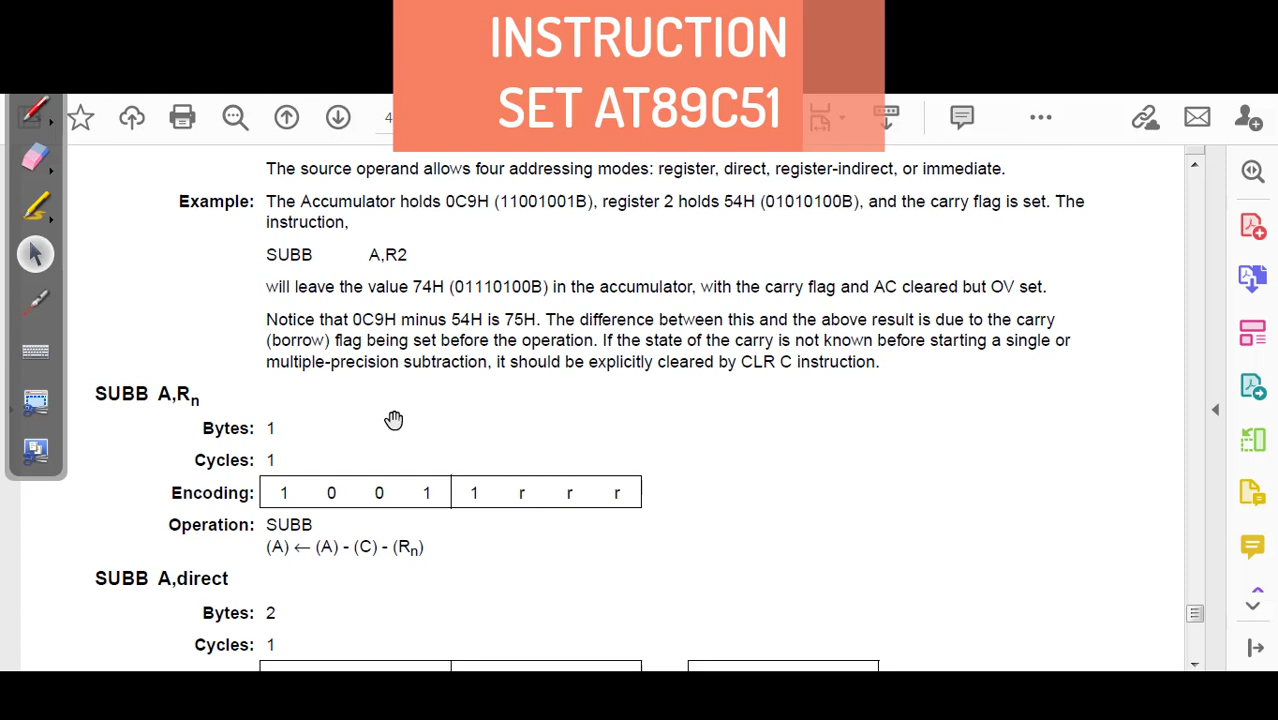 INSTRUCTION
SET AT89C51
4
The source operand allows four addressing modes: register, direct, register-indirect, or immediate.
Example: The Accumulator holds 0C9H (11001001B), register 2 holds 54H (01010100B), and the carry flag is set. The
instruction,
SUBB A,R2
will leave the value 74H (01110100B) in the accumulator, with the carry flag and AC cleared but OV set.
Notice that 0C9H minus 54H is 75H. The difference between this and the above result is due to the carry
(borrow) flag being set before the operation. If the state of the carry is not known before starting a single or
multiple-precision subtraction, it should be explicitly cleared by CLR C instruction.
SUBB A,Rn
Bytes: 1
Cycles: 1
Encoding: 1 0 0 1 1 r r r
Operation: SUBB
(A) ← (A) - (C) - (Rn)
SUBB A,direct
Bytes: 2
Cycles: 1